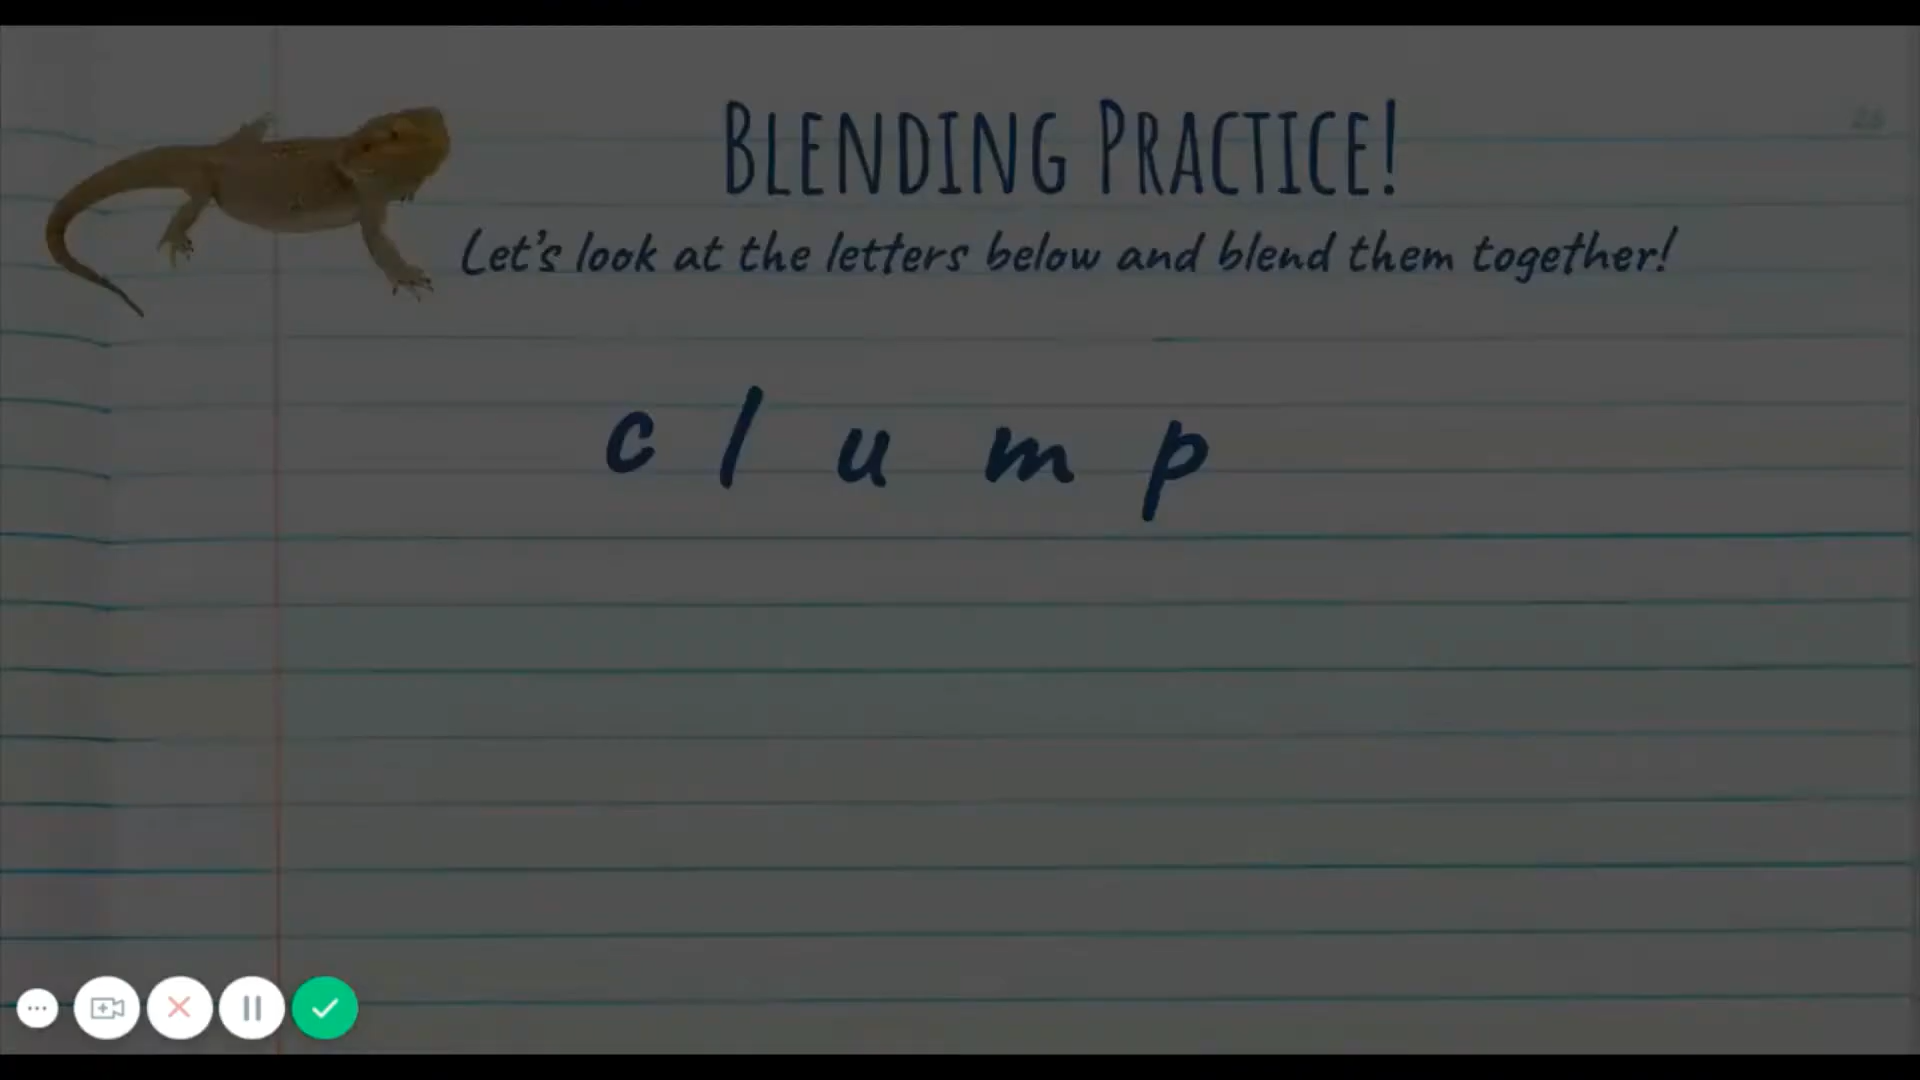 BLENDING PRACTICE!
Let's look at the letters below and blend them together!
c l u m p